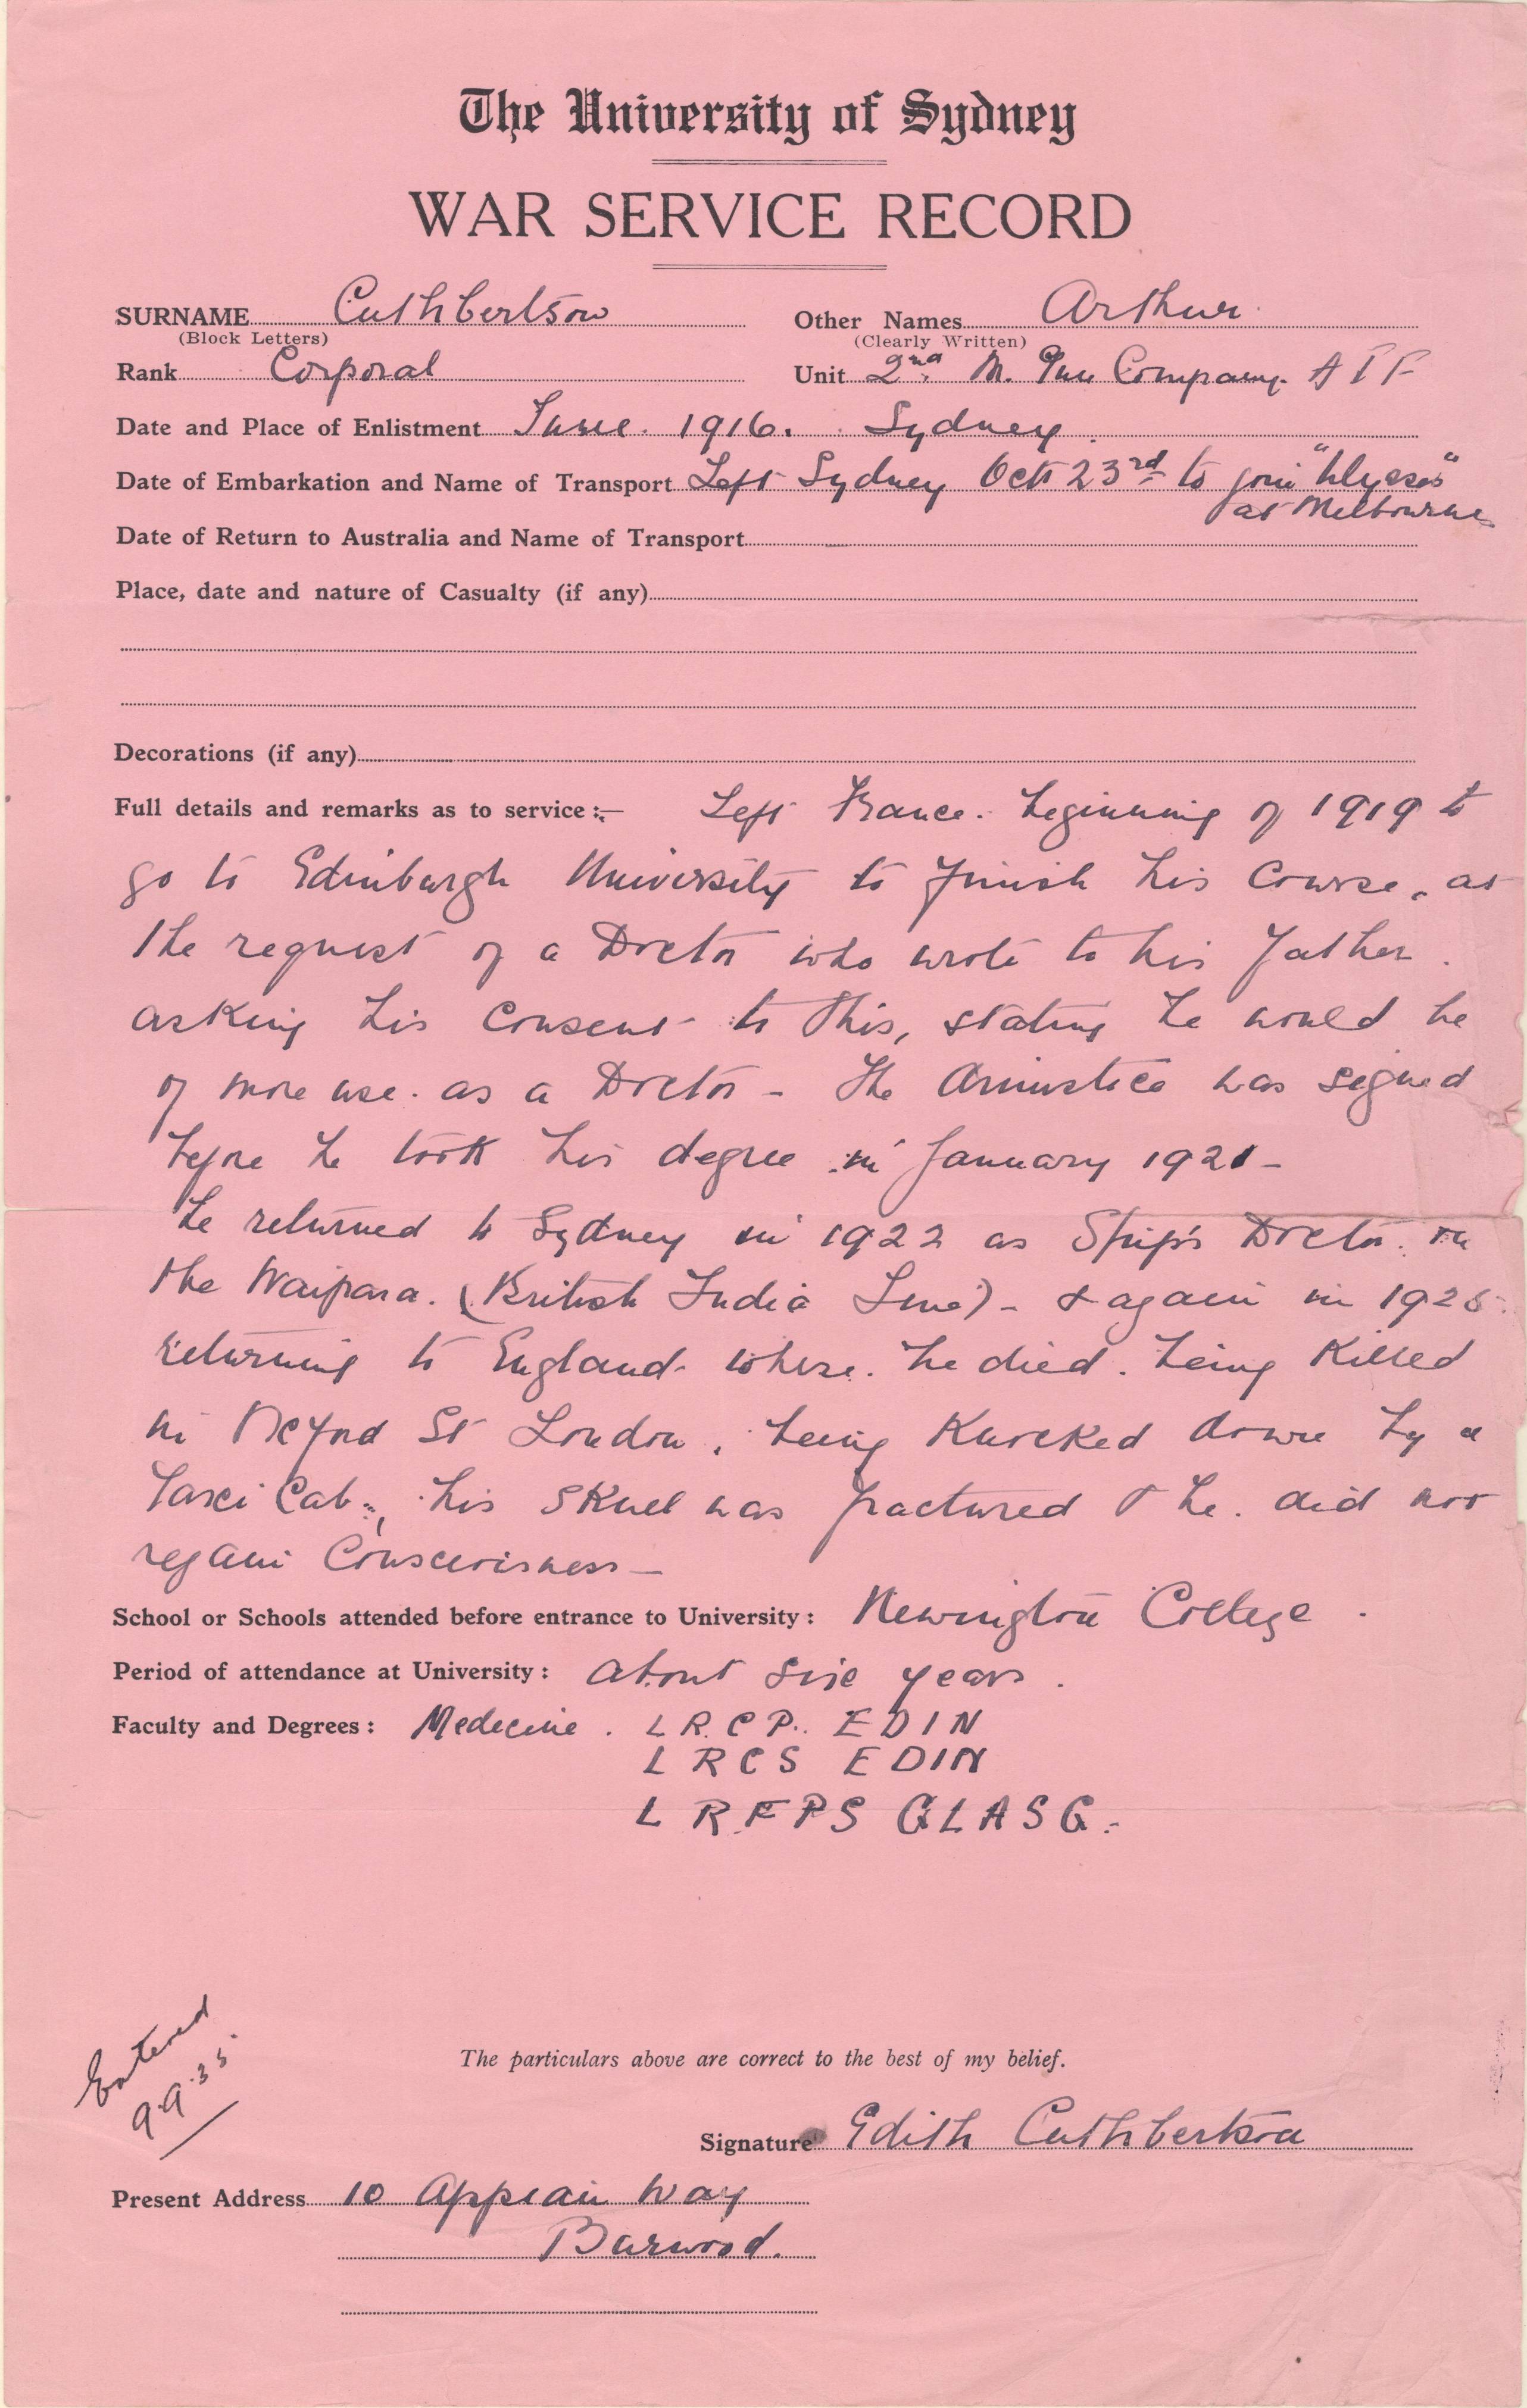 The University of Sydney
WAR SERVICE RECORD
SURNAME Cuthbertson Other Names Arthur
(Block Letters) (Clearly Written)
Rank Corporal Unit 2nd. M. Gun Company. A I F
Date and Place of Enlistment June. 1916. Sydney.
Date of Embarkation and Name of Transport Left Sydney Oct 23rd to join "Ulysses"
at Melbourne
Date of Return to Australia and Name of Transport
Place, date and nature of Casualty (if any)
Decorations (if any)
Full details and remarks as to service :— Left France. beginning of 1919 to
go to Edinburgh University to finish his Course, at
the request of a Doctor who wrote to his father.
asking his consent to this, stating he would be
of more use. as a Doctor - The Armistice was signed
before he took his degree in January 1921 -
He returned to Sydney in 1922 as Ship's Doctor. on
the Waipara. (British India Line) - & again in 192
returning to England where. he died. being killed
in St London, being Knocked down by a
Taxi Cab, his skull was fractured & he. did not
regain Consciousness -
School or Schools attended before entrance to University : Newington College.
Period of attendance at University : about six years.
Faculty and Degrees : Medecine. L R. C P.. EDIN
L R C S EDIN
L R.F P S GLASG.
Entered
9.9.35.
The particulars above are correct to the best of my belief.
Signature Edith Cuthbertson
Present Address 10 Appian Way
Burwood.